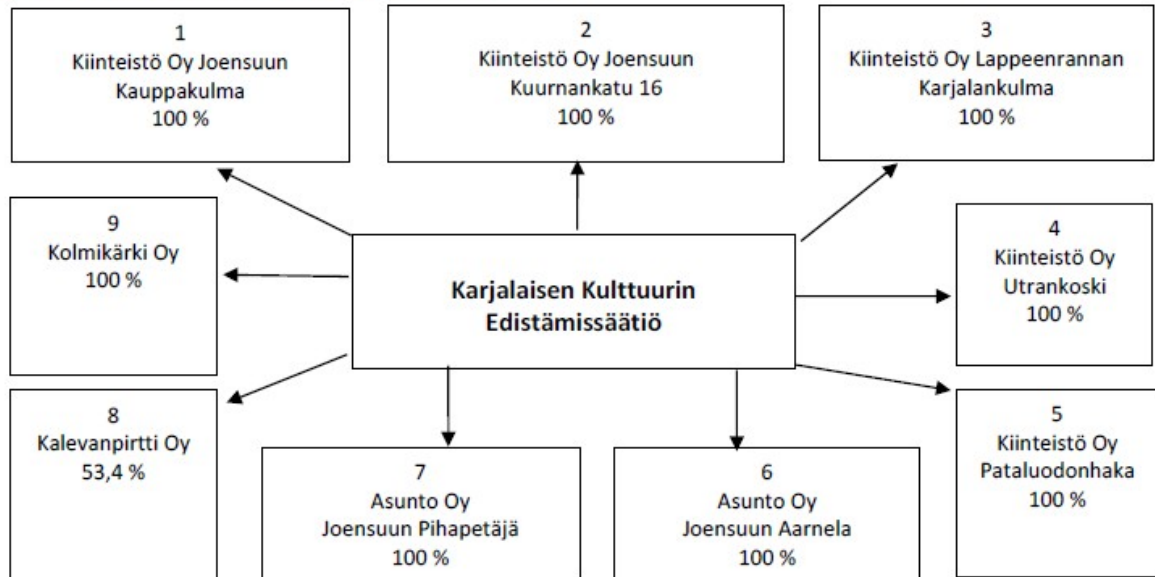 1
Kiinteistö Oy Joensuun
Kauppakulma
100 %
2
Kiinteistö Oy Joensuun
Kuurnankatu 16
100 %
3
Kiinteistö Oy Lappeenrannan
Karjalankulma
100 %
9
Kolmikärki Oy
100 %
Karjalaisen Kulttuurin
Edistämissäätiö
4
Kiinteistö Oy
Utrankoski
100 %
8
Kalevanpirtti Oy
53,4 %
7
Asunto Oy
Joensuun Pihapetäjä
100 %
6
Asunto Oy
Joensuun Aarnela
100 %
5
Kiinteistö Oy
Pataluodonhaka
100 %